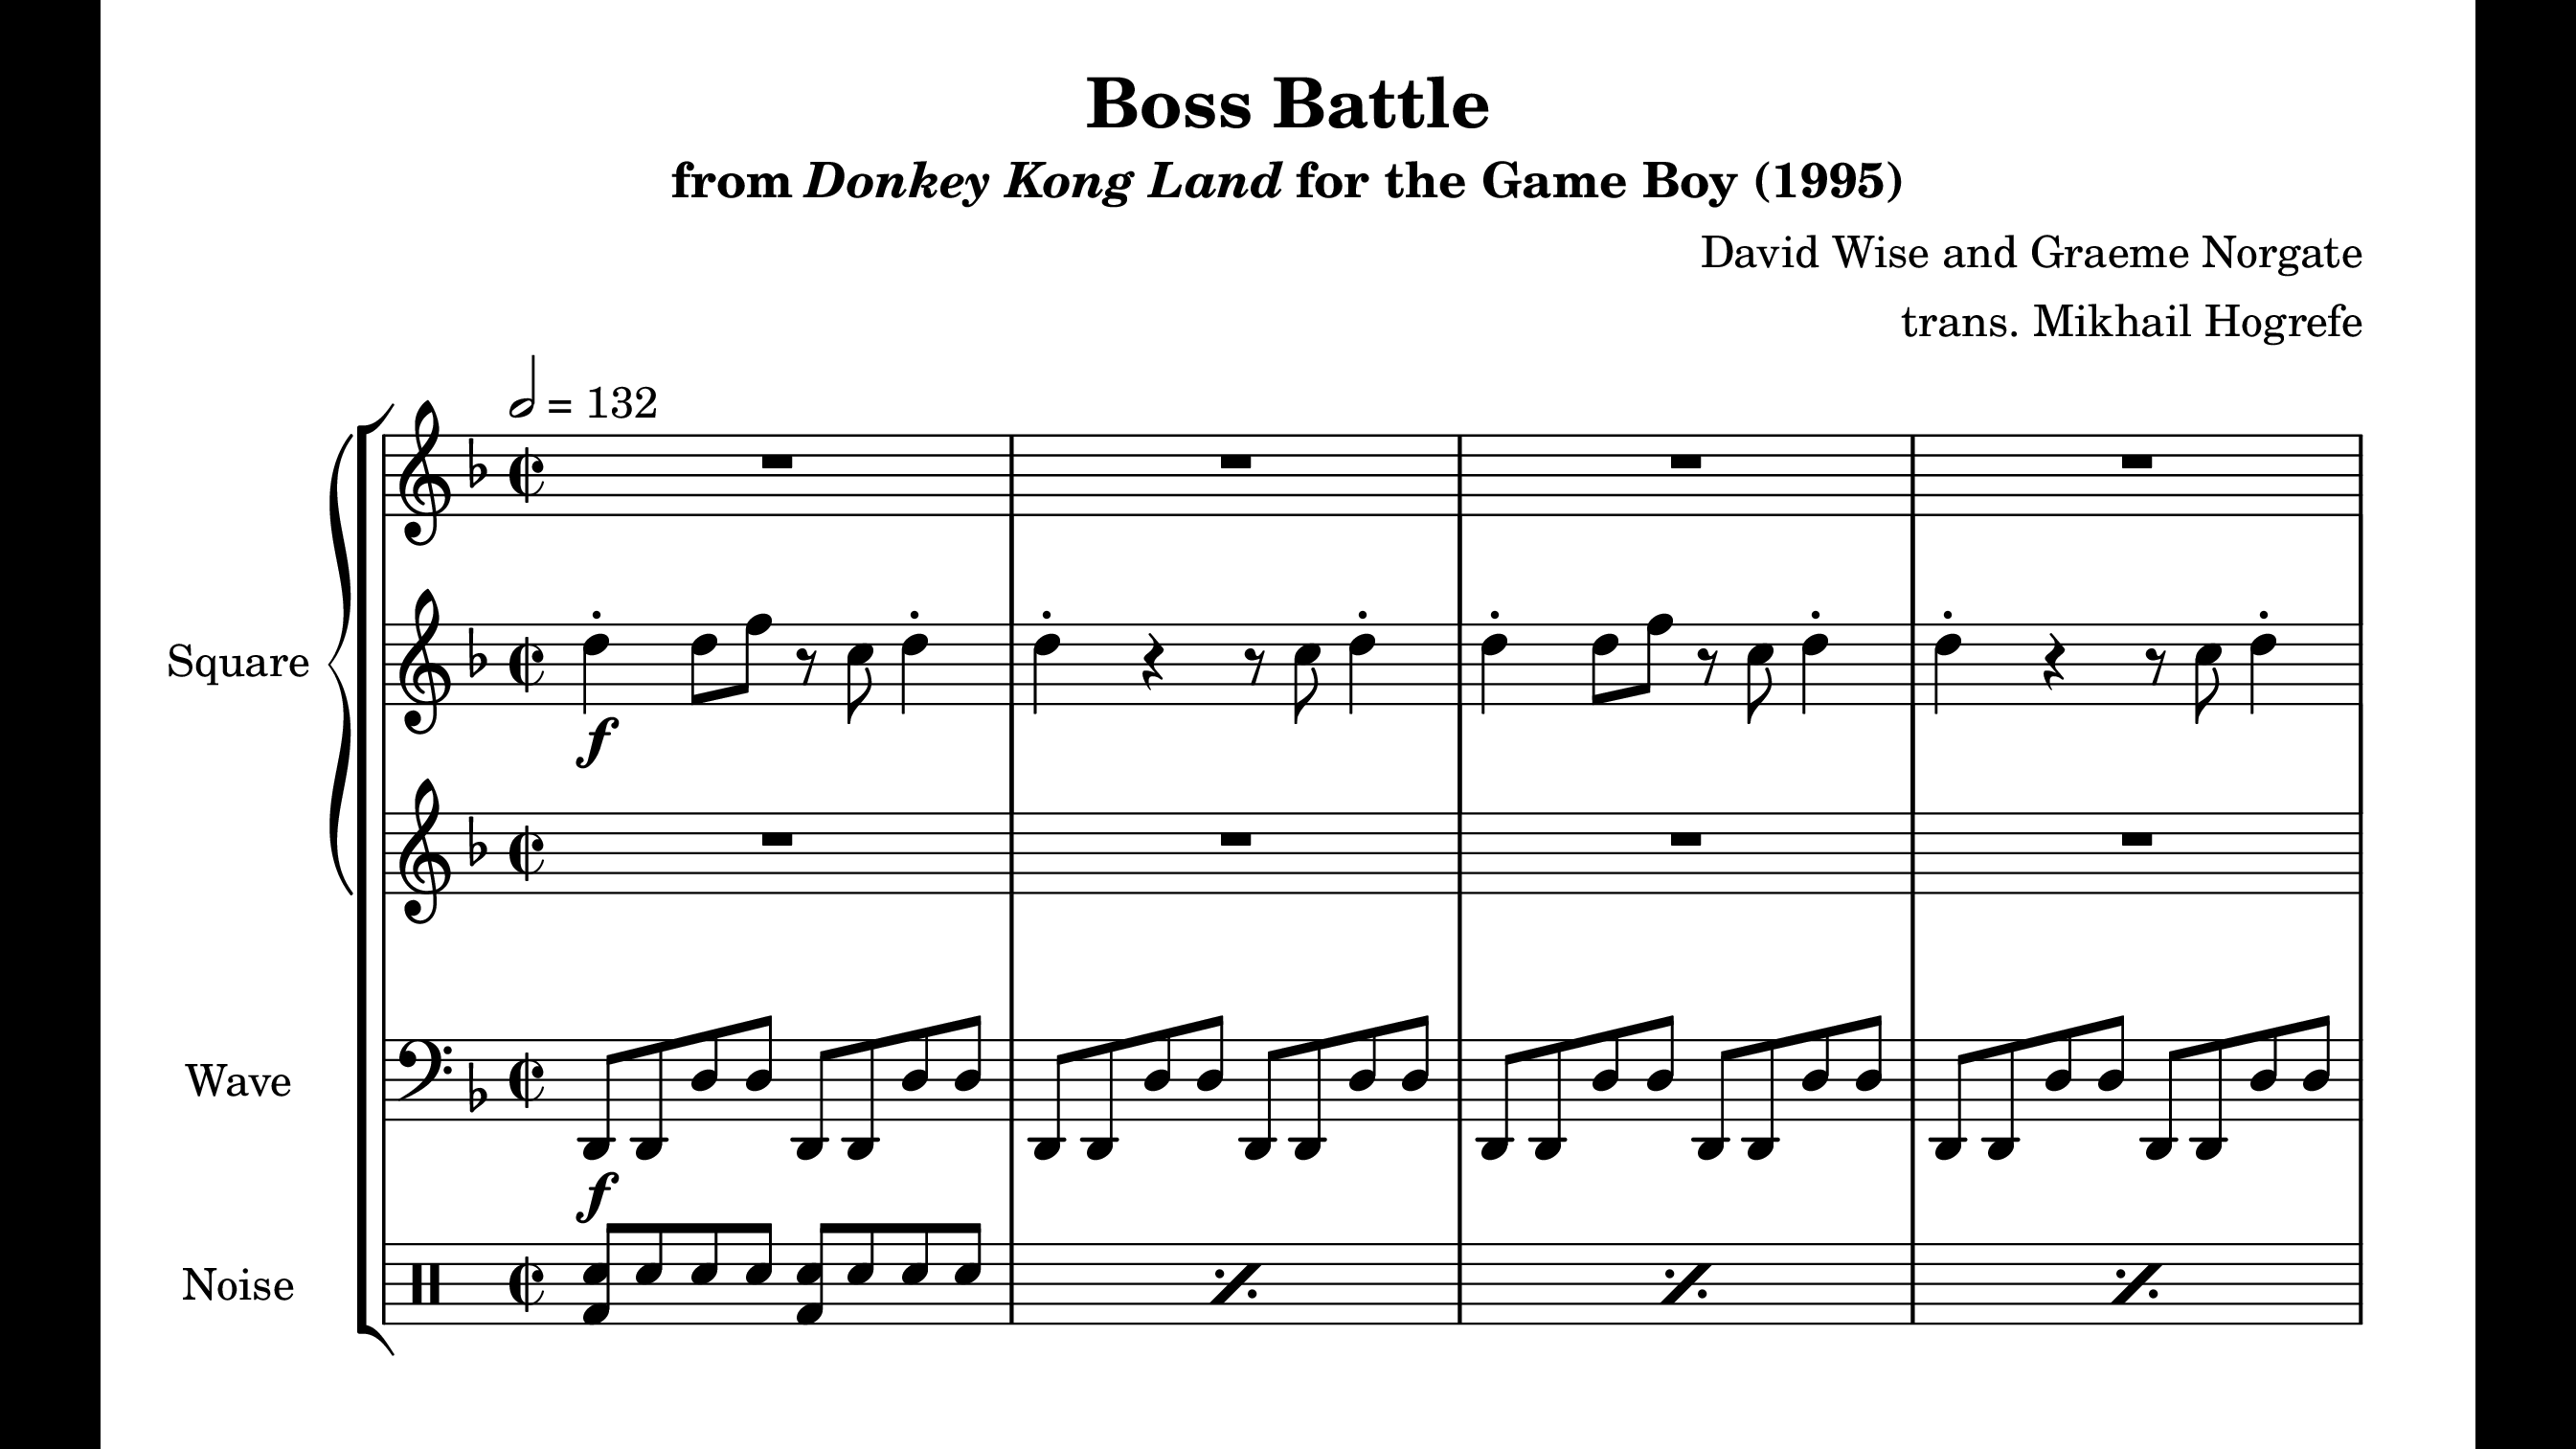 Boss Battle
from Donkey Kong Land for the Game Boy (1995)
David Wise and Graeme Norgate
trans. Mikhail Hogrefe
= 132
Square
f
Wave
f
Noise